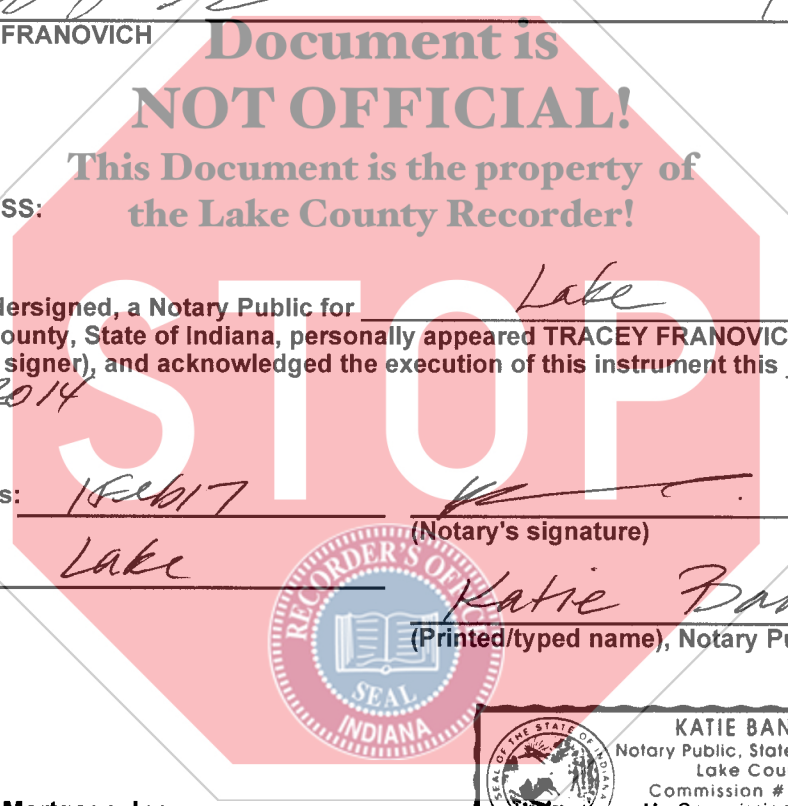 FRANOVICH
Document is
NOT OFFICIAL!
This Document is the property of
the Lake County Recorder!
SS:
STOP
dersigned, a Notary Public for Lake
ounty, State of Indiana, personally appeared TRACEY FRANOVIC
signer), and acknowledged the execution of this instrument this
2014
s: 1Feb17
(Notary's signature)
Lake
Katie Ban
(Printed/typed name), Notary Pu
RECORDER'S OFFICE
SEAL
INDIANA
SEAL OF THE STATE OF INDIANA
KATIE BAN
Notary Public, State
Lake Cou
Commission #